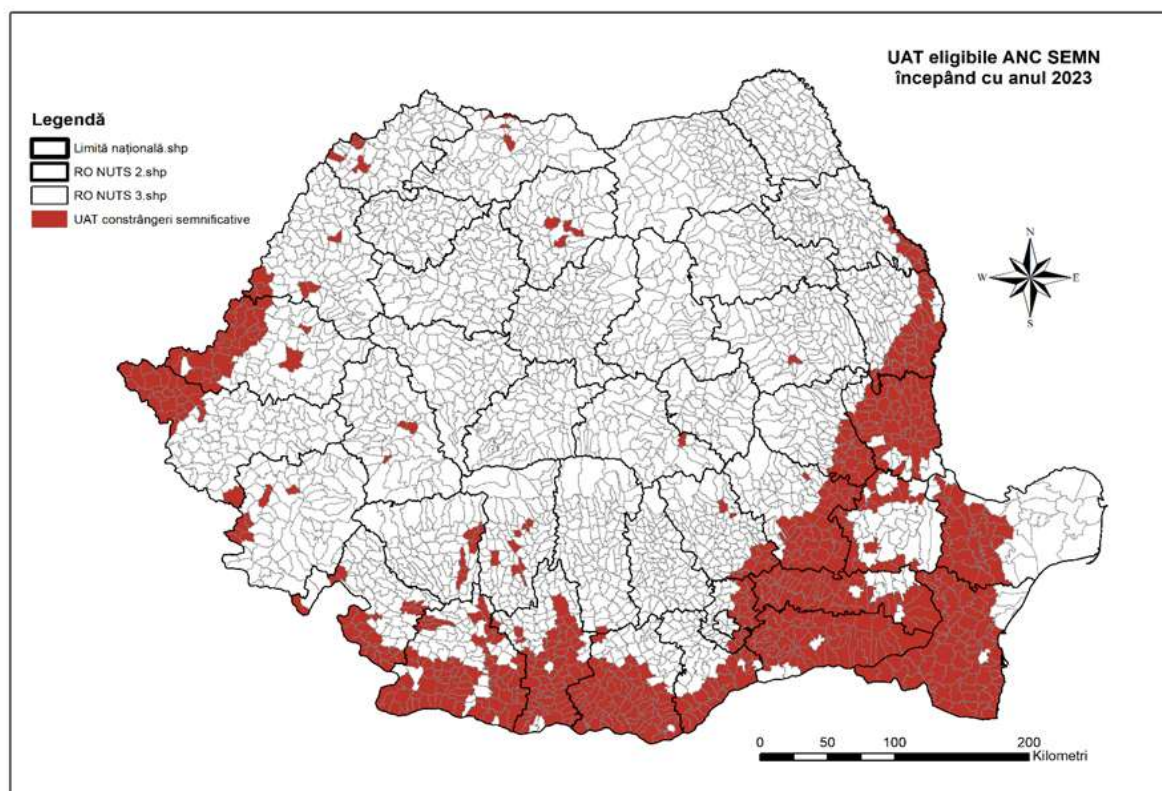 UAT eligibile ANC SEMN
începând cu anul 2023
Legendă
Limită națională.shp
RO NUTS 2.shp
RO NUTS 3.shp
UAT constrângeri semnificative
N
W
E
S
0 50 100 200
Kilometri